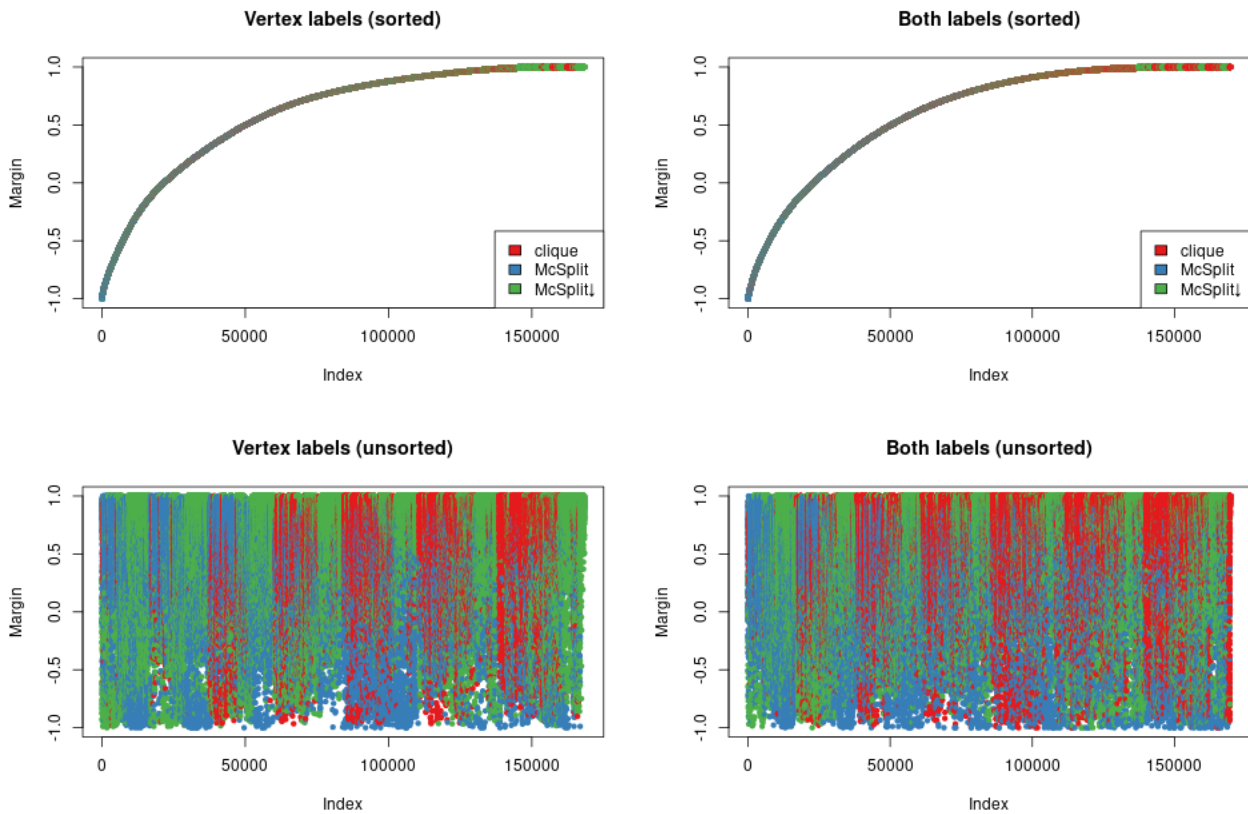 Vertex labels (sorted)
Margin
1.0
0.5
0.0
-0.5
-1.0
clique
McSplit
McSplit↓
0 50000 100000 150000
Index
Both labels (sorted)
Margin
1.0
0.5
0.0
-0.5
-1.0
clique
McSplit
McSplit↓
0 50000 100000 150000
Index
Vertex labels (unsorted)
Margin
1.0
0.5
0.0
-0.5
-1.0
0 50000 100000 150000
Index
Both labels (unsorted)
Margin
1.0
0.5
0.0
-0.5
-1.0
0 50000 100000 150000
Index